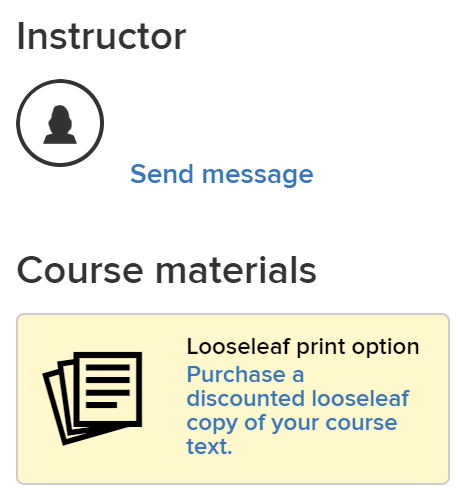 Instructor
Send message
Course materials
Looseleaf print option
Purchase a
discounted looseleaf
copy of your course
text.